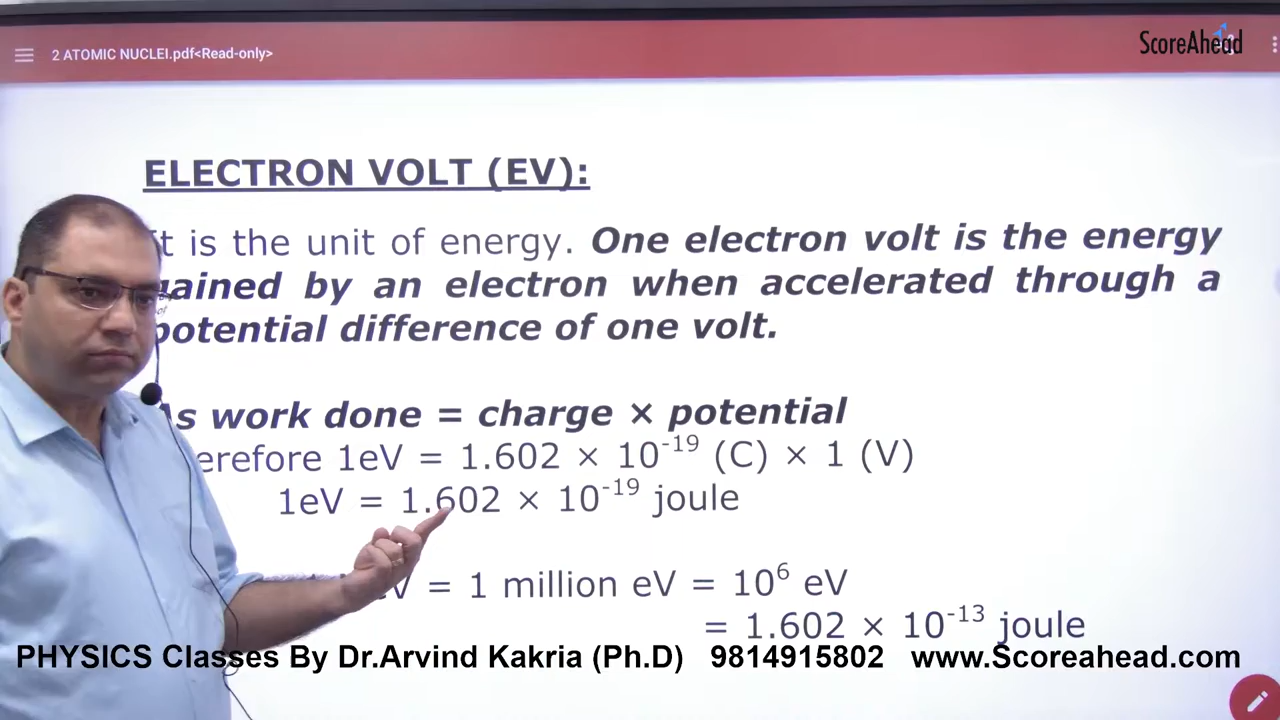 2 ATOMIC NUCLEI.pdf<Read-only>
ScoreAhead
ELECTRON VOLT (EV):
t is the unit of energy. One electron volt is the energy
gained by an electron when accelerated through a
potential difference of one volt.
As work done = charge × potential
erefore 1eV = 1.602 × 10⁻¹⁹ (C) × 1 (V)
1eV = 1.602 × 10⁻¹⁹ joule
eV = 1 million eV = 10⁶ eV
= 1.602 × 10⁻¹³ joule
PHYSICS Classes By Dr.Arvind Kakria (Ph.D) 9814915802 www.Scoreahead.com